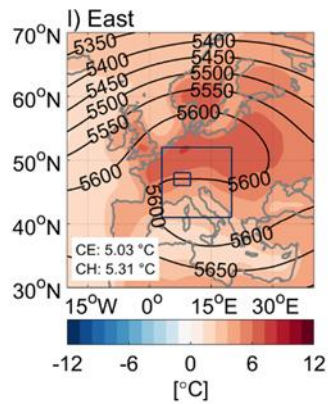 l) East
70°N
5350
5400
5400
5450
5450
5500
5500
5550
5550
60°N
5600
50°N
5600
5600
5600
40°N
5600
5650
CE: 5.03 °C
CH: 5.31 °C
30°N
15°W
0°
15°E
30°E
-12
-6
0
6
12
[°C]